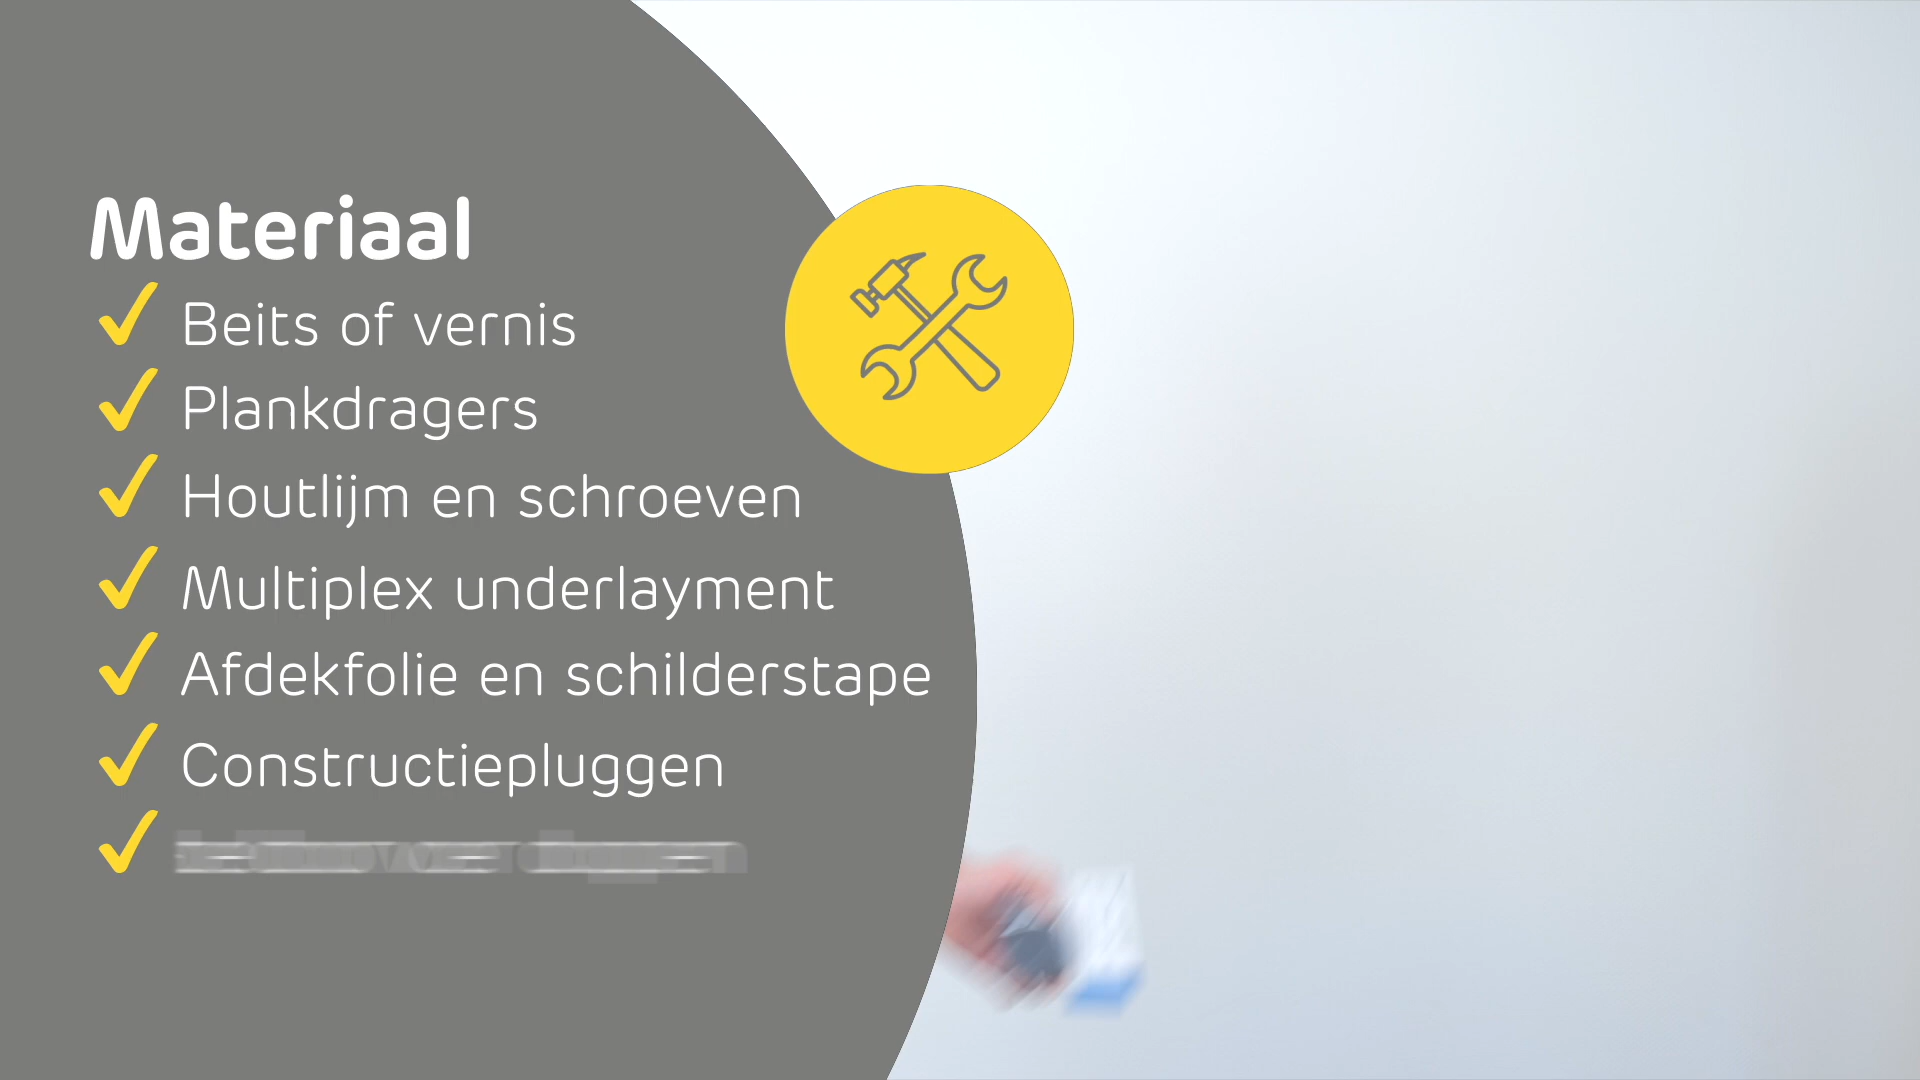 Materiaal
Beits of vernis
Plankdragers
Houtlijm en schroeven
Multiplex underlayment
Afdekfolie en schilderstape
Constructiepluggen